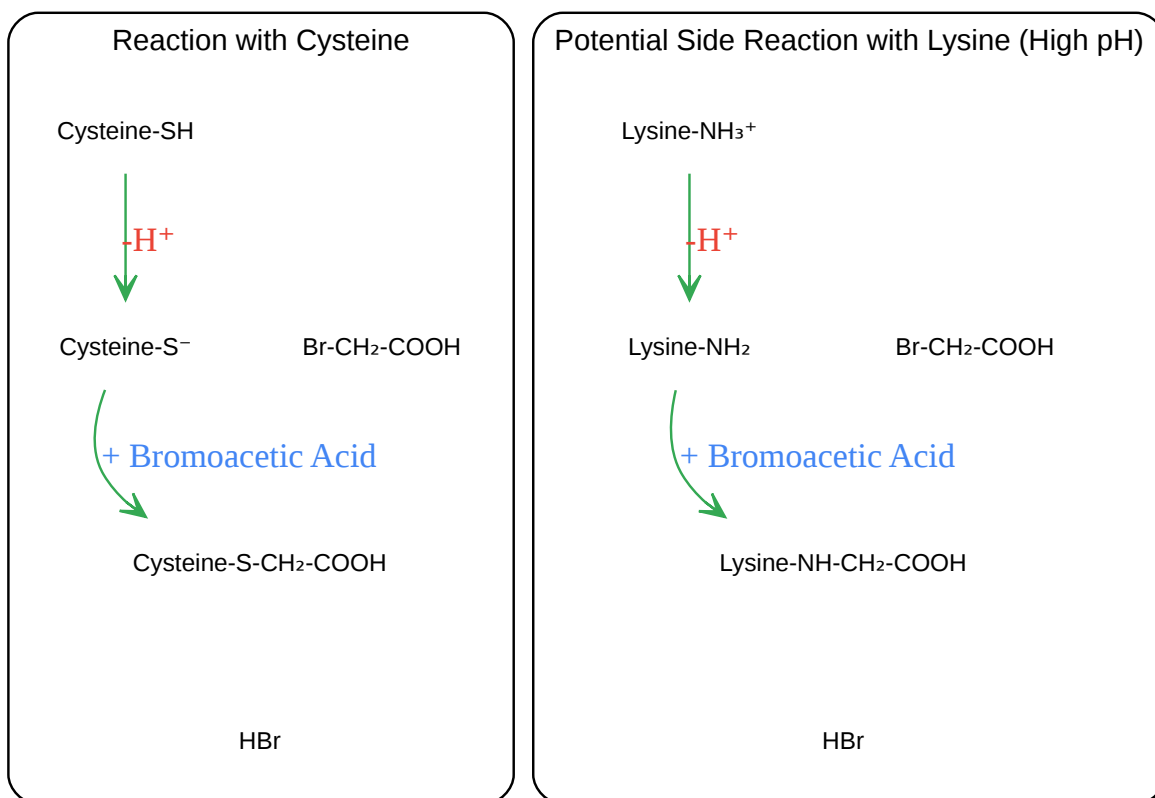 Reaction with Cysteine
Cysteine-SH
-H⁺
Cysteine-S⁻
Br-CH₂-COOH
+ Bromoacetic Acid
Cysteine-S-CH₂-COOH
HBr
Potential Side Reaction with Lysine (High pH)
Lysine-NH₃⁺
-H⁺
Lysine-NH₂
Br-CH₂-COOH
+ Bromoacetic Acid
Lysine-NH-CH₂-COOH
HBr